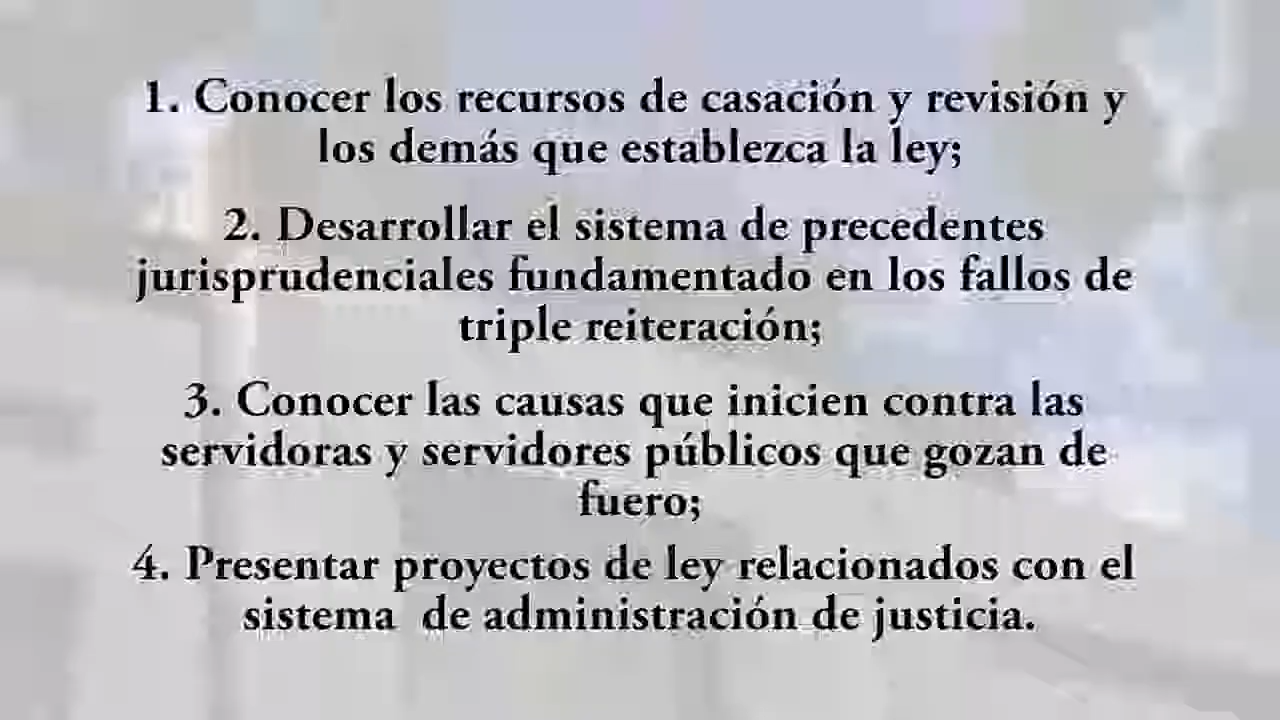 1. Conocer los recursos de casación y revisión y
los demás que establezca la ley;
2. Desarrollar el sistema de precedentes
jurisprudenciales fundamentado en los fallos de
triple reiteración;
3. Conocer las causas que inicien contra las
servidoras y servidores públicos que gozan de
fuero;
4. Presentar proyectos de ley relacionados con el
sistema  de administración de justicia.